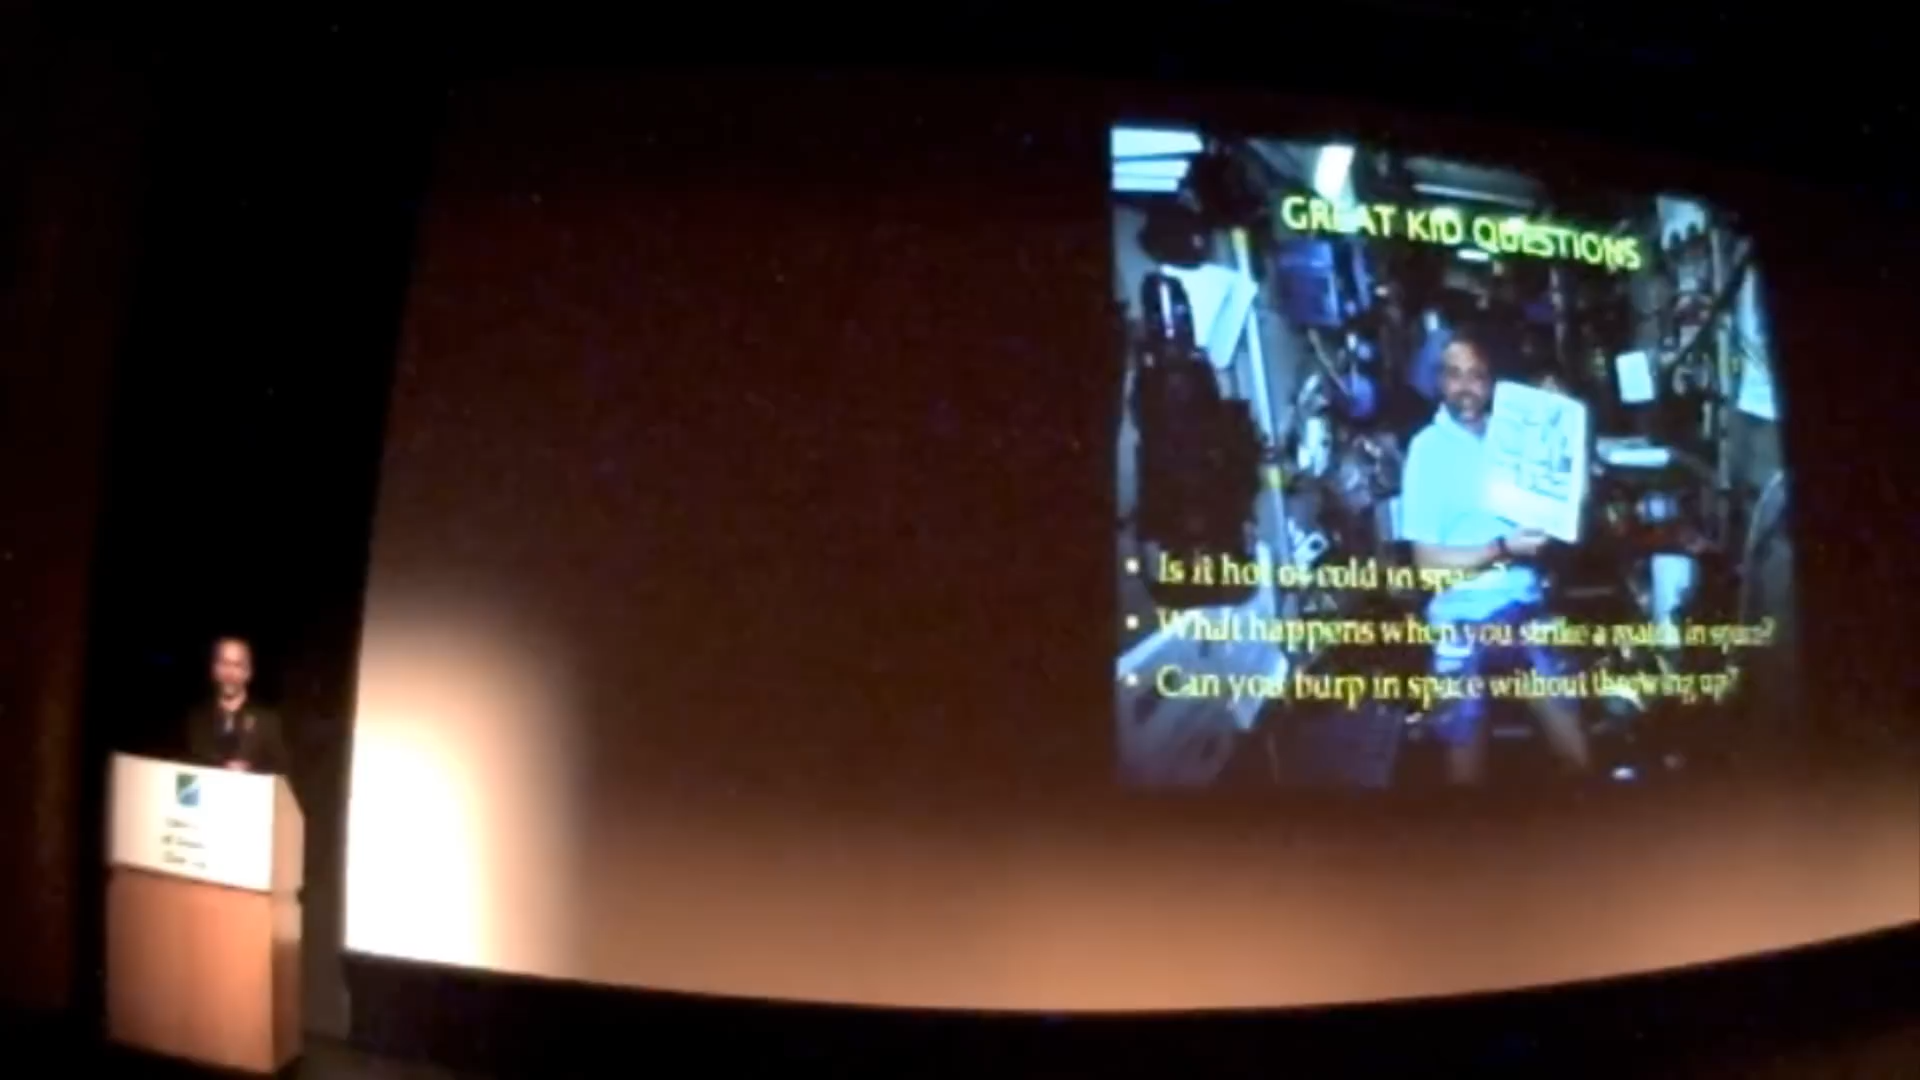 GREAT KID QUESTIONS
• Is it hot or cold in space?
• What happens when you strike a match in space?
• Can you burp in space without throwing up?